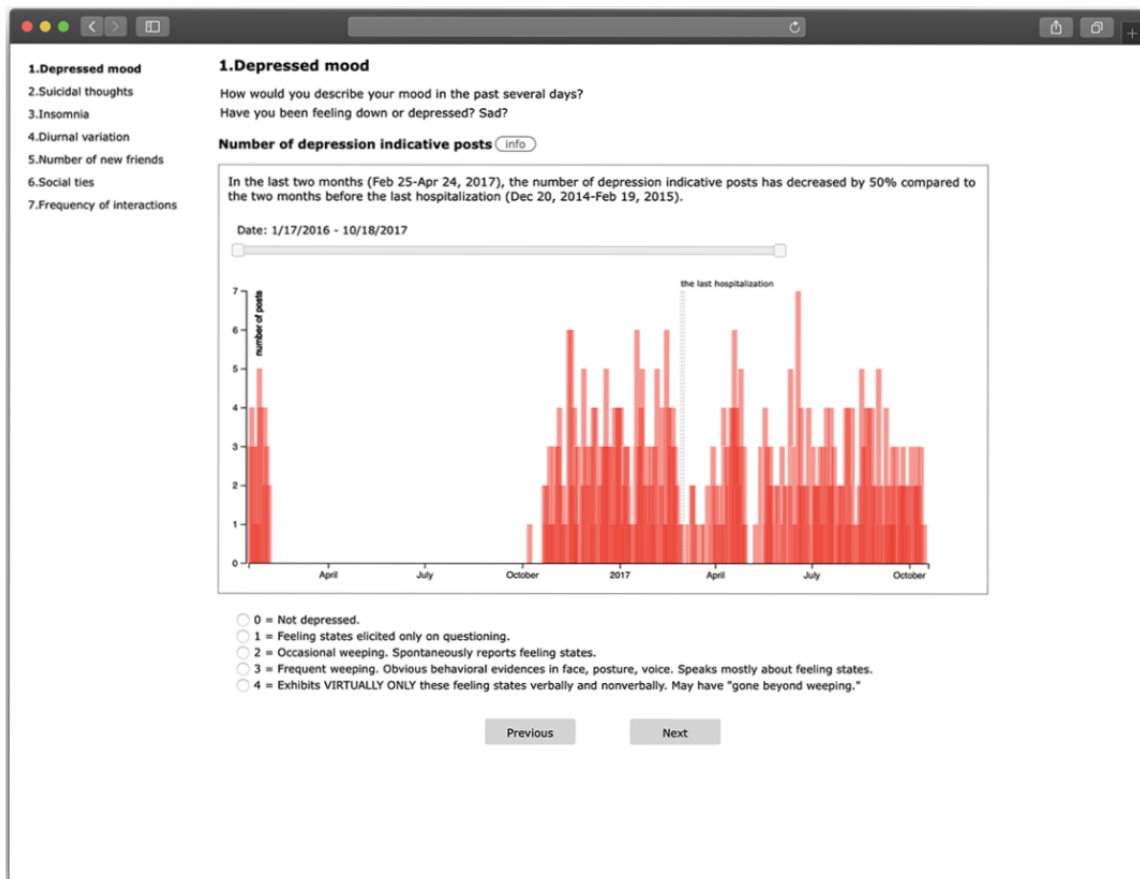 1.Depressed mood
2.Suicidal thoughts
3.Insomnia
4.Diurnal variation
5.Number of new friends
6.Social ties
7.Frequency of interactions
1.Depressed mood
How would you describe your mood in the past several days?
Have you been feeling down or depressed? Sad?
Number of depression indicative posts info
In the last two months (Feb 25-Apr 24, 2017), the number of depression indicative posts has decreased by 50% compared to
the two months before the last hospitalization (Dec 20, 2014-Feb 19, 2015).
Date: 1/17/2016 - 10/18/2017
the last hospitalization
number of posts
7
6
5
4
3
2
1
0
April July October 2017 April July October
0 = Not depressed.
1 = Feeling states elicited only on questioning.
2 = Occasional weeping. Spontaneously reports feeling states.
3 = Frequent weeping. Obvious behavioral evidences in face, posture, voice. Speaks mostly about feeling states.
4 = Exhibits VIRTUALLY ONLY these feeling states verbally and nonverbally. May have "gone beyond weeping."
Previous Next